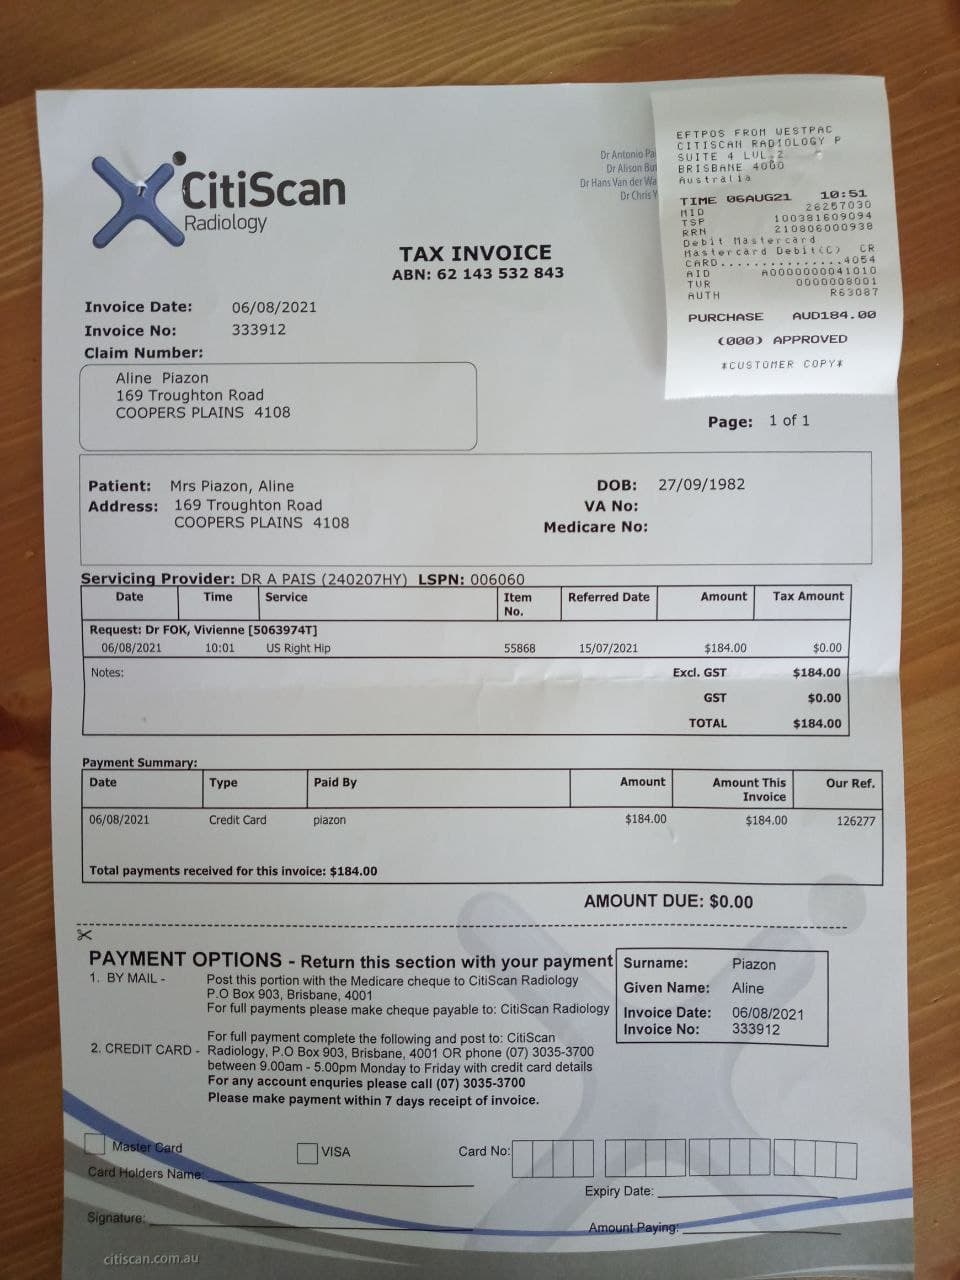 CitiScan
Radiology
Dr Antonio
Dr Alison
Dr Hans Van der
Dr Chris
EFTPOS FROM WESTPAC
CITISCAN RADIOLOGY P
SUITE 4 LVL 2
BRISBANE 4000
Australia
TIME 06AUG21 10:51
MID 26267030
TSP 100381609094
RRN 210806000938
Debit Mastercard
Mastercard Debit(C) CR
CARD..............4054
AID A0000000041010
TVR 0000008001
AUTH R63087
PURCHASE AUD184.00
(000) APPROVED
*CUSTOMER COPY*
TAX INVOICE
ABN: 62 143 532 843
Invoice Date: 06/08/2021
Invoice No: 333912
Claim Number:
Aline Piazon
169 Troughton Road
COOPERS PLAINS 4108
Page: 1 of 1
Patient: Mrs Piazon, Aline DOB: 27/09/1982
Address: 169 Troughton Road VA No:
COOPERS PLAINS 4108 Medicare No:
Servicing Provider: DR A PAIS (240207HY) LSPN: 006060
Date Time Service Item No. Referred Date Amount Tax Amount
Request: Dr FOK, Vivienne [5063974T]
06/08/2021 10:01 US Right Hip 55868 15/07/2021 $184.00 $0.00
Notes: Excl. GST $184.00
GST $0.00
TOTAL $184.00
Payment Summary:
Date Type Paid By Amount Amount This Invoice Our Ref.
06/08/2021 Credit Card piazon $184.00 $184.00 126277
Total payments received for this invoice: $184.00
AMOUNT DUE: $0.00
PAYMENT OPTIONS - Return this section with your payment
1. BY MAIL - Post this portion with the Medicare cheque to CitiScan Radiology
P.O Box 903, Brisbane, 4001
For full payments please make cheque payable to: CitiScan Radiology
For full payment complete the following and post to: CitiScan
2. CREDIT CARD - Radiology, P.O Box 903, Brisbane, 4001 OR phone (07) 3035-3700
between 9.00am - 5.00pm Monday to Friday with credit card details
For any account enquries please call (07) 3035-3700
Please make payment within 7 days receipt of invoice.
Surname: Piazon
Given Name: Aline
Invoice Date: 06/08/2021
Invoice No: 333912
Master Card VISA Card No:
Card Holders Name:
Expiry Date:
Signature: Amount Paying:
citiscan.com.au